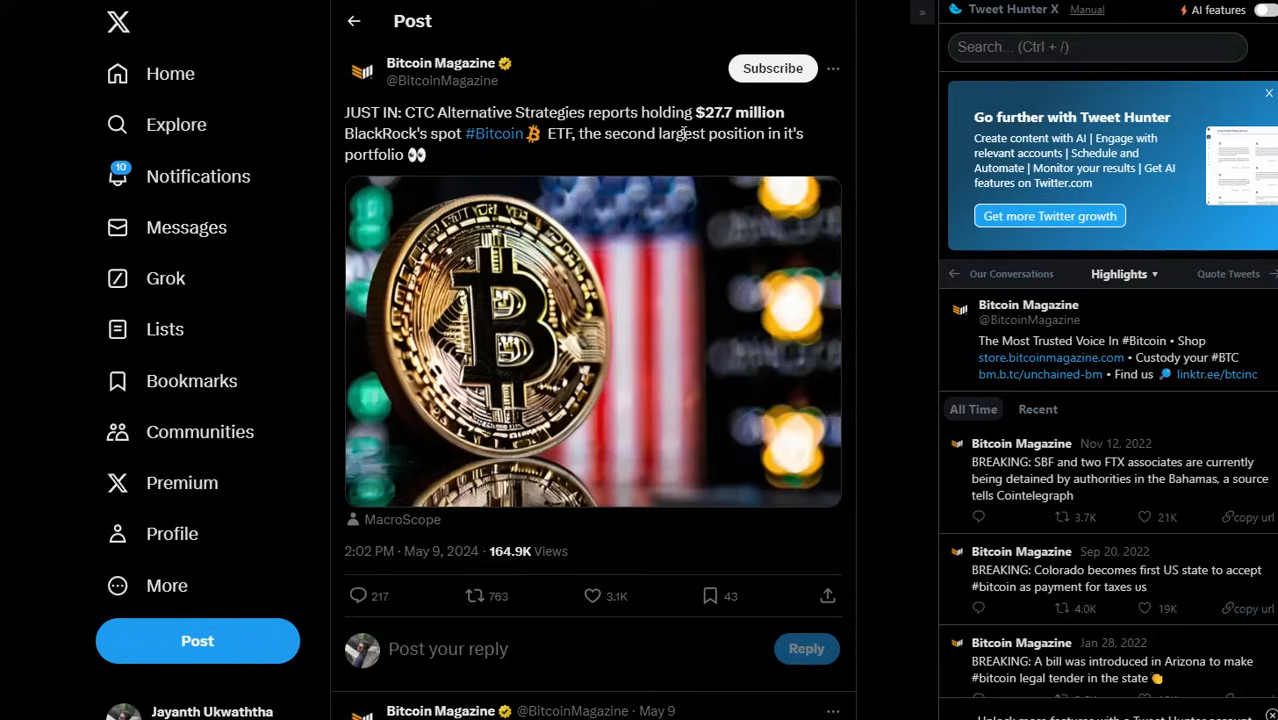 Post
Home
Explore
10
Notifications
Messages
Grok
Lists
Bookmarks
Communities
Premium
Profile
More
Post
Jayanth Ukwaththa
Bitcoin Magazine
@BitcoinMagazine
Subscribe
JUST IN: CTC Alternative Strategies reports holding $27.7 million
BlackRock's spot #Bitcoin ETF, the second largest position in it's
portfolio 👀
MacroScope
2:02 PM · May 9, 2024 · 164.9K Views
217 763 3.1K 43
Post your reply
Reply
Bitcoin Magazine @BitcoinMagazine · May 9
» Tweet Hunter X Manual AI features
Search... (Ctrl + /)
Go further with Tweet Hunter
Create content with AI | Engage with
relevant accounts | Schedule and
Automate | Monitor your results | Get AI
features on Twitter.com
Get more Twitter growth
Our Conversations Highlights ▾ Quote Tweets
Bitcoin Magazine
@BitcoinMagazine
The Most Trusted Voice In #Bitcoin • Shop
store.bitcoinmagazine.com • Custody your #BTC
bm.b.tc/unchained-bm • Find us 🔎 linktr.ee/btcinc
All Time Recent
Bitcoin Magazine Nov 12, 2022
BREAKING: SBF and two FTX associates are currently
being detained by authorities in the Bahamas, a source
tells Cointelegraph
3.7K 21K copy url
Bitcoin Magazine Sep 20, 2022
BREAKING: Colorado becomes first US state to accept
#bitcoin as payment for taxes us
4.0K 19K copy url
Bitcoin Magazine Jan 28, 2022
BREAKING: A bill was introduced in Arizona to make
#bitcoin legal tender in the state 👏